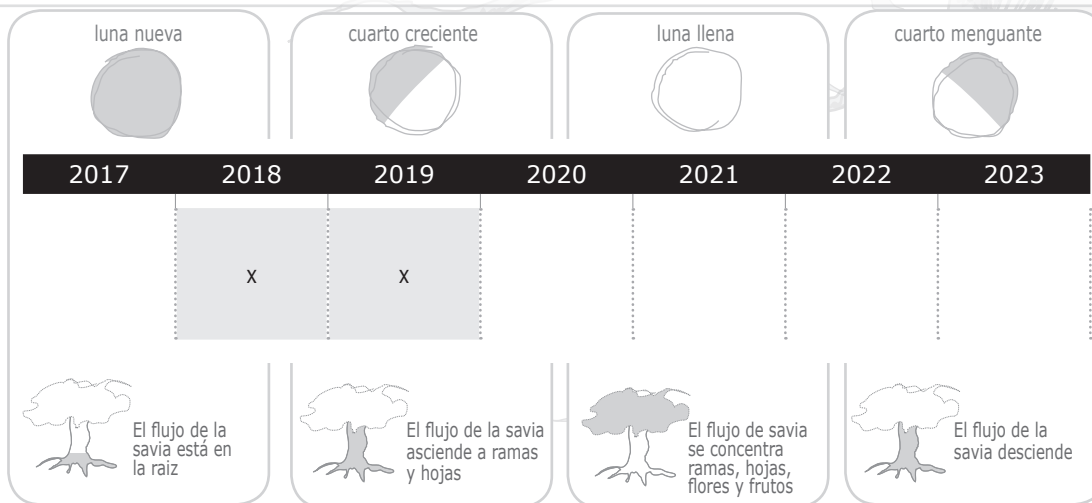 luna nueva
cuarto creciente
luna llena
cuarto menguante
2017 2018 2019 2020 2021 2022 2023
x x
El flujo de la
savia está en
la raiz
El flujo de la savia
asciende a ramas
y hojas
El flujo de savia
se concentra
ramas, hojas,
flores y frutos
El flujo de la
savia desciende